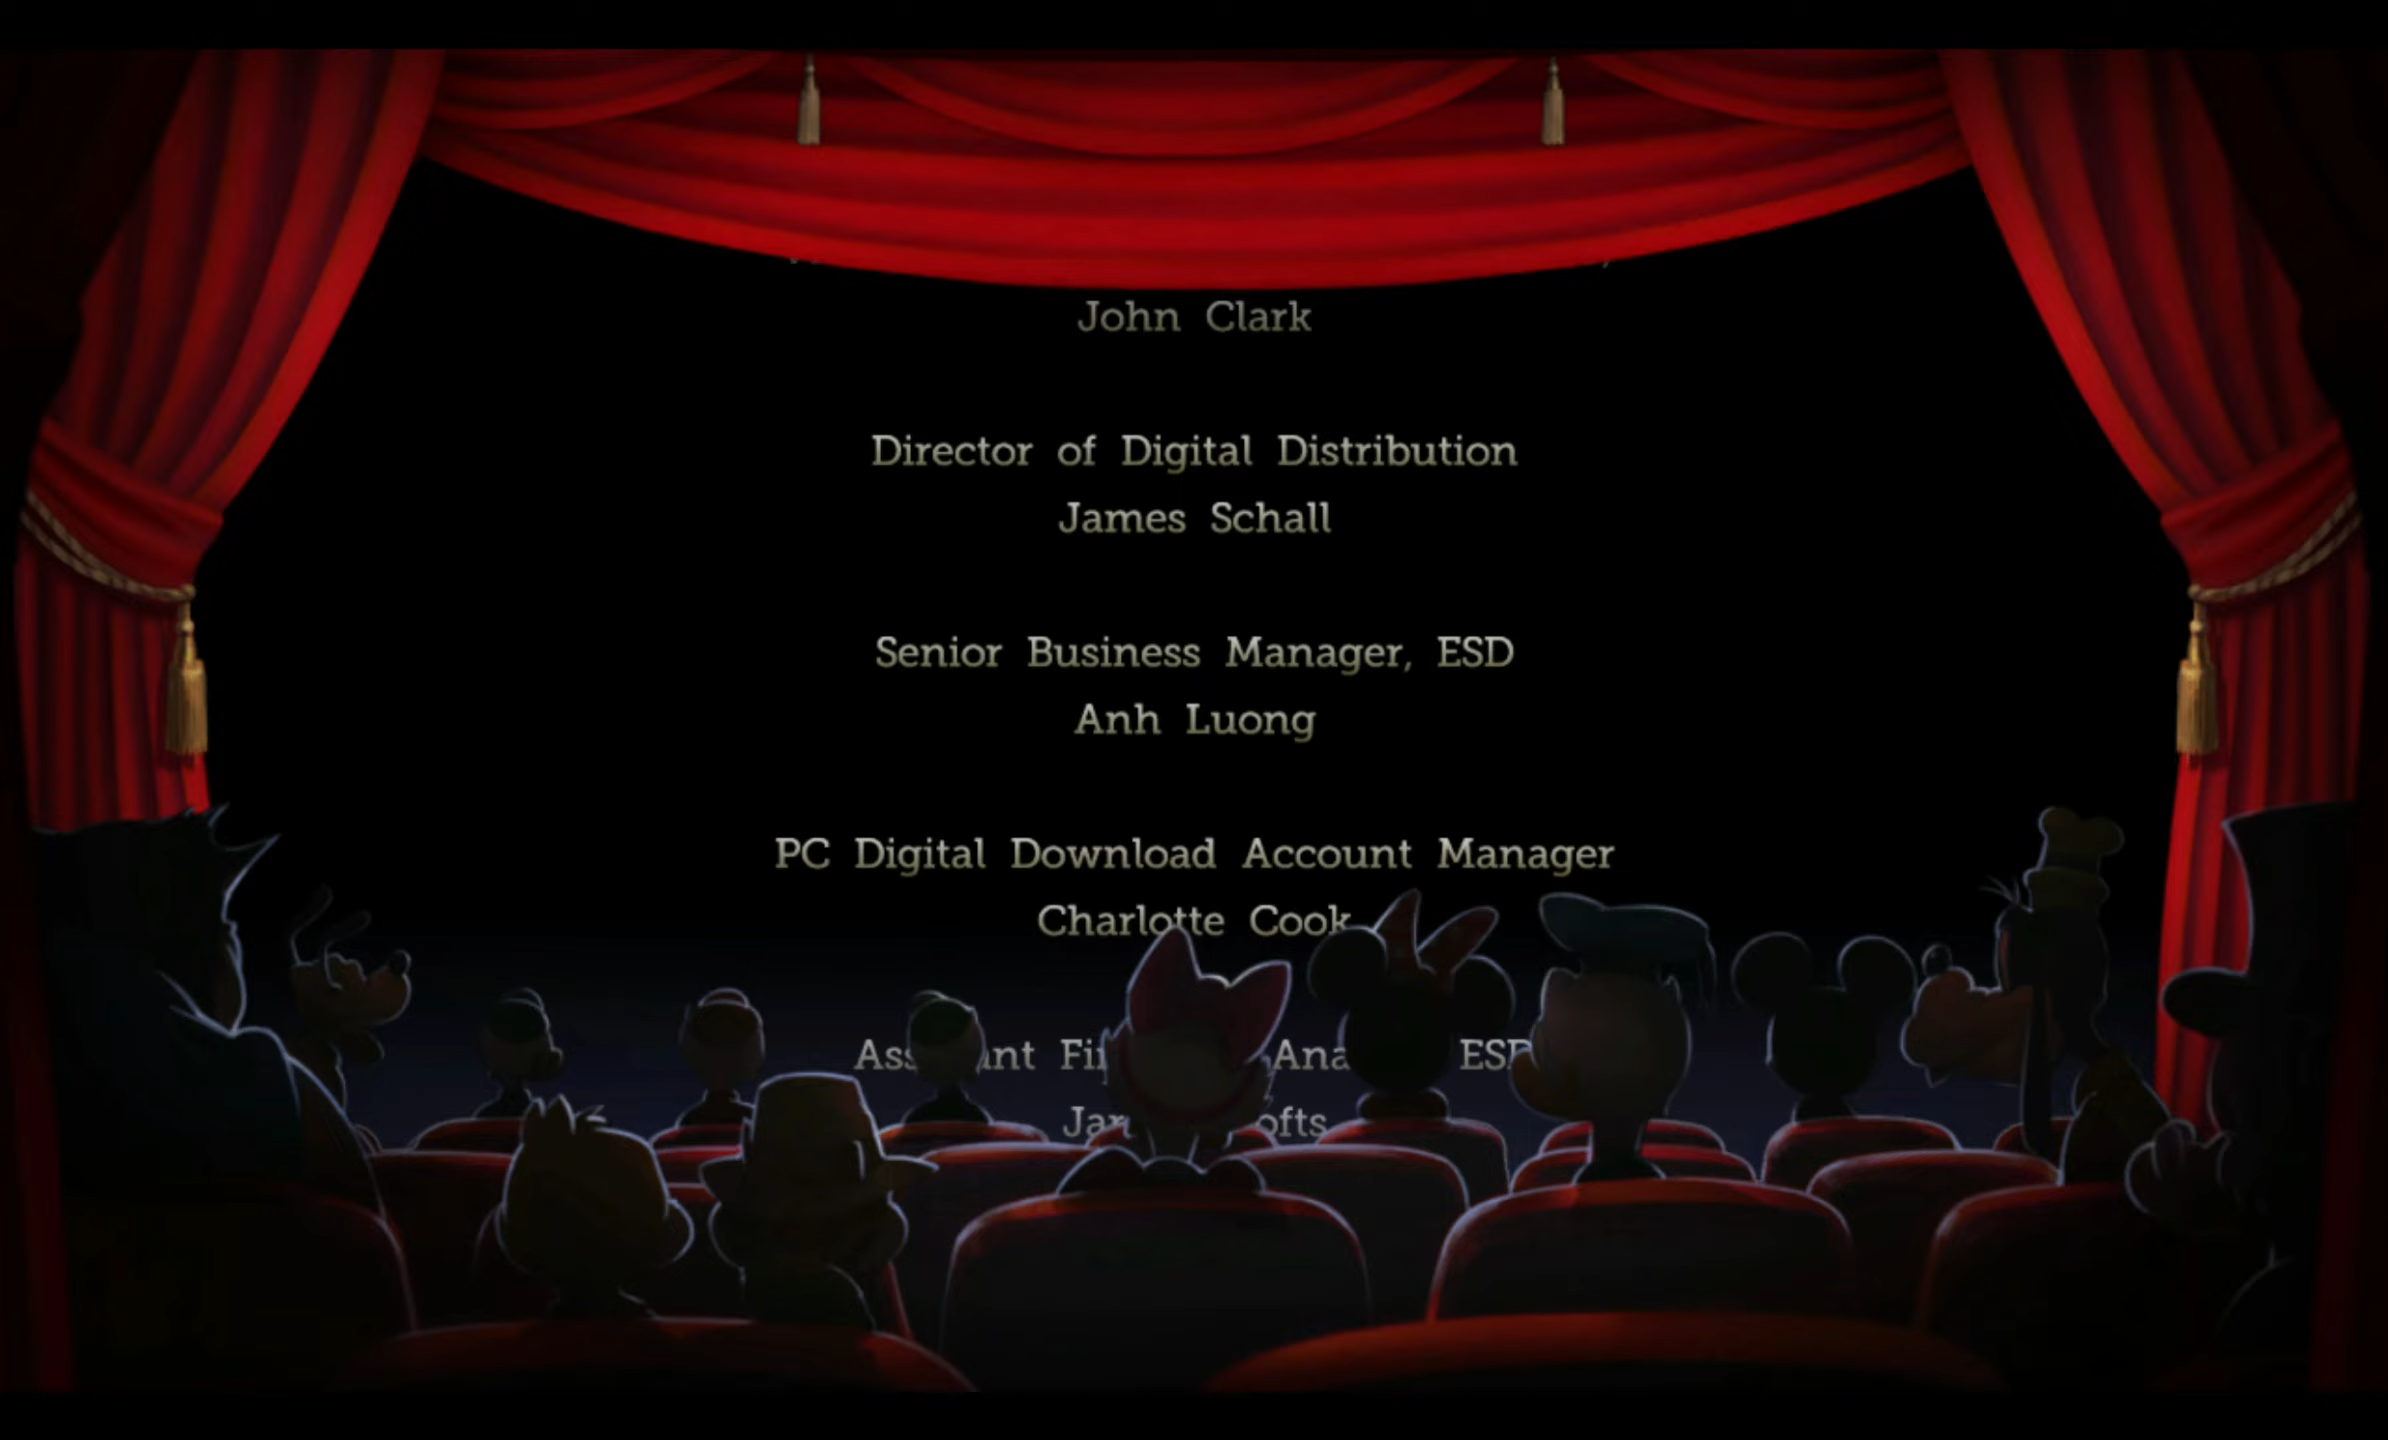 John Clark
Director of Digital Distribution
James Schall
Senior Business Manager, ESD
Anh Luong
PC Digital Download Account Manager
Charlotte Cook
ESD